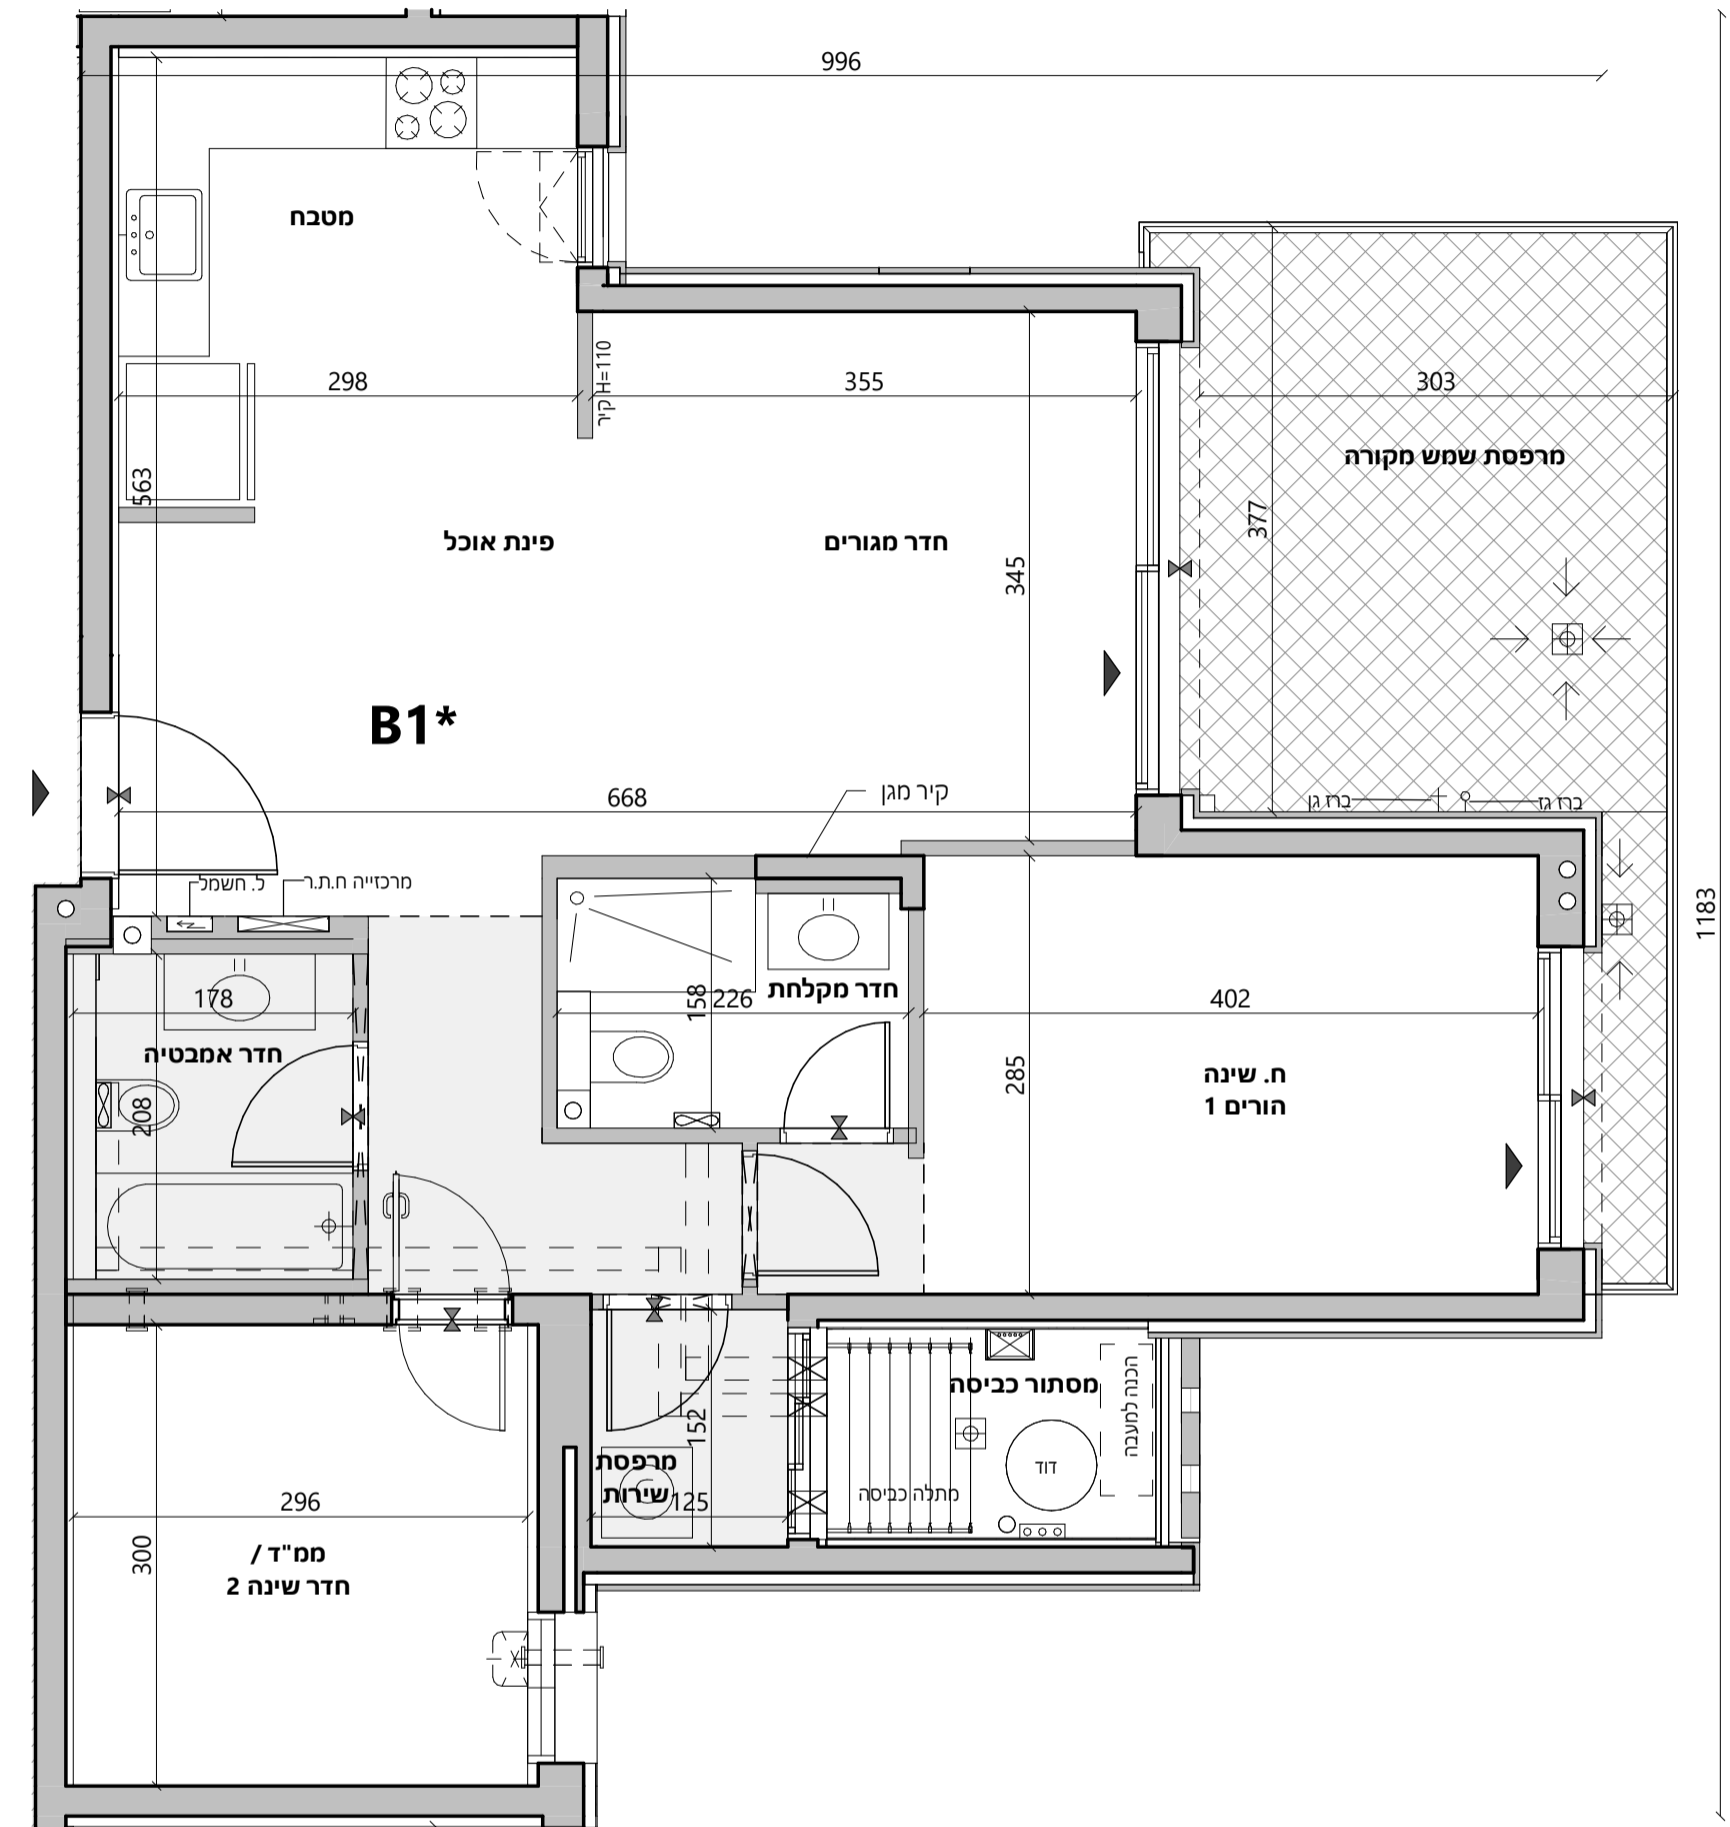 996
מטבח
298
קיר H=110
355
303
מרפסת שמש מקורה
563
377
פינת אוכל
חדר מגורים
345
B1*
668
קיר מגן
ברז גן
ברז גז
ל. חשמל
מרכזייה ח.ת.ר
1183
178
158
226
חדר מקלחת
402
חדר אמבטיה
208
285
ח. שינה
הורים 1
מסתור כביסה
הכנה למעבה
152
מרפסת
שירות
125
דוד
מתלה כביסה
296
300
ממ"ד /
חדר שינה 2